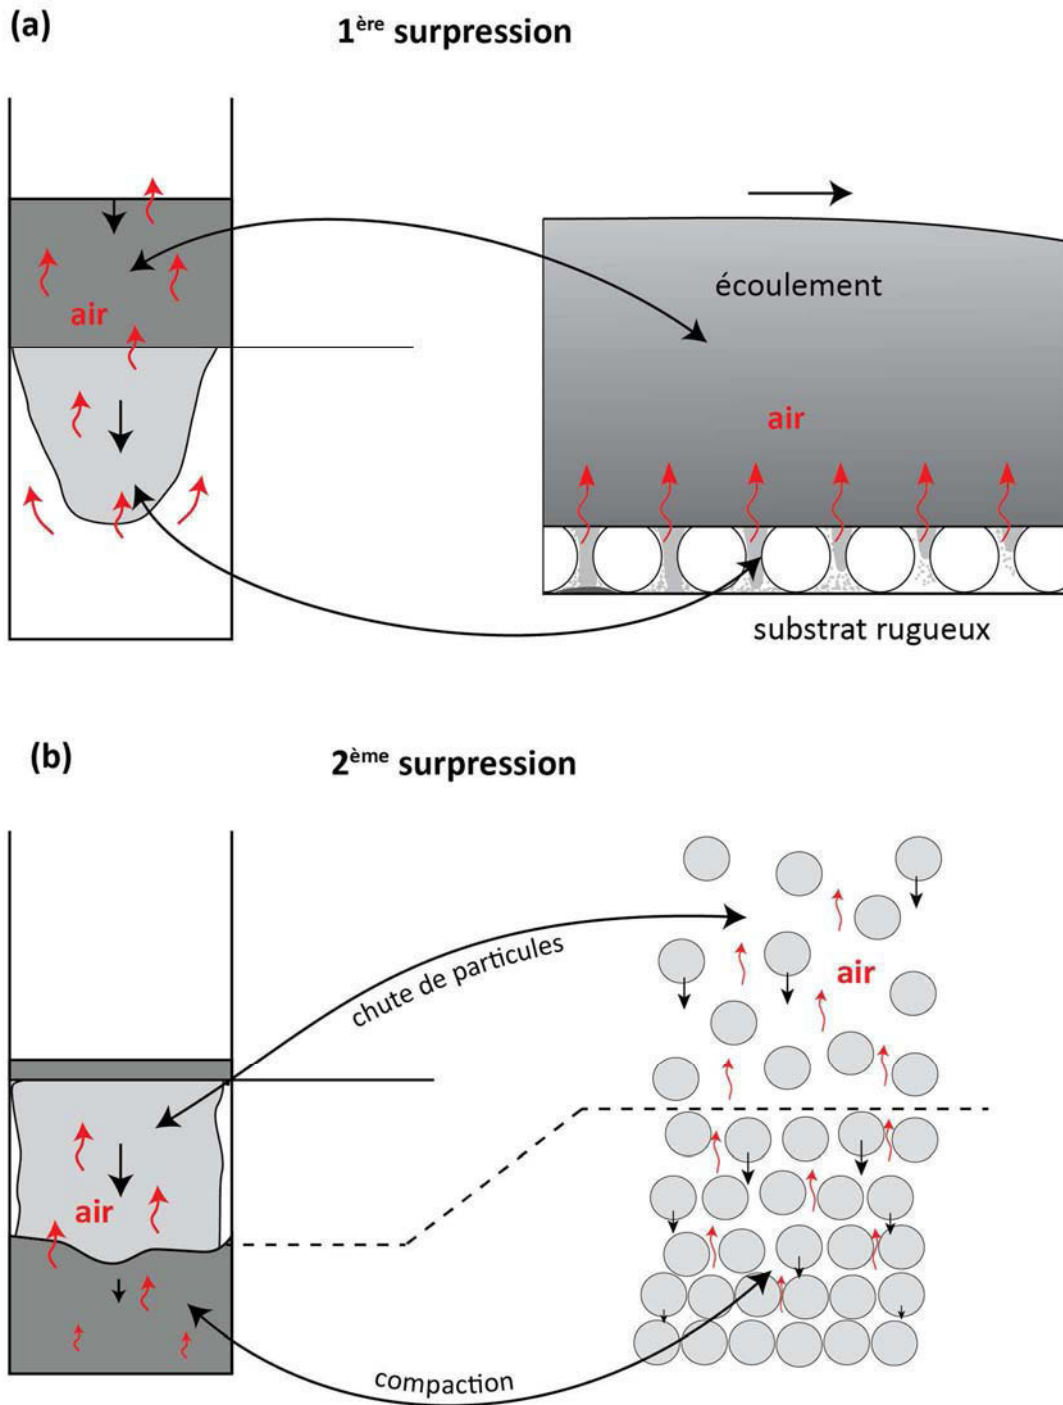 (a)
1ère surpression
écoulement
air
air
substrat rugueux
(b)
2ème surpression
chute de particules
air
air
compaction